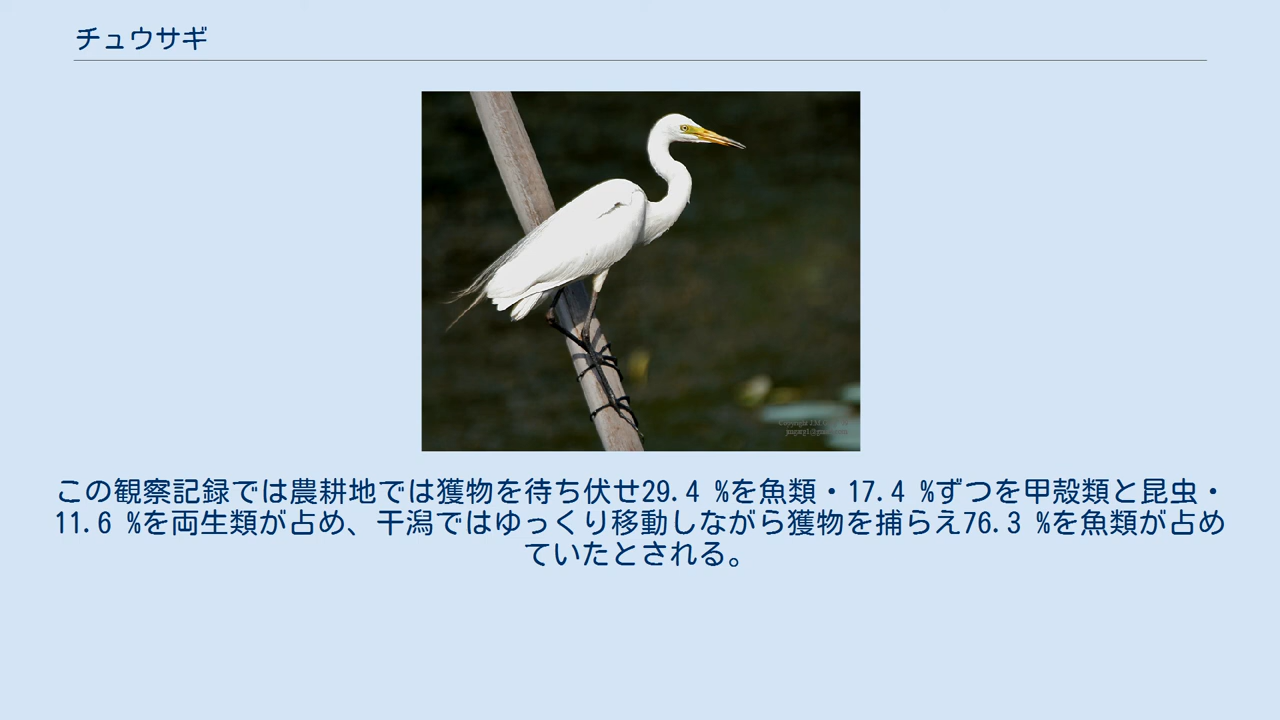 チュウサギ
この観察記録では農耕地では獲物を待ち伏せ29.4 %を魚類・17.4 %ずつを甲殻類と昆虫・
11.6 %を両生類が占め、干潟ではゆっくり移動しながら獲物を捕らえ76.3 %を魚類が占め
ていたとされる。